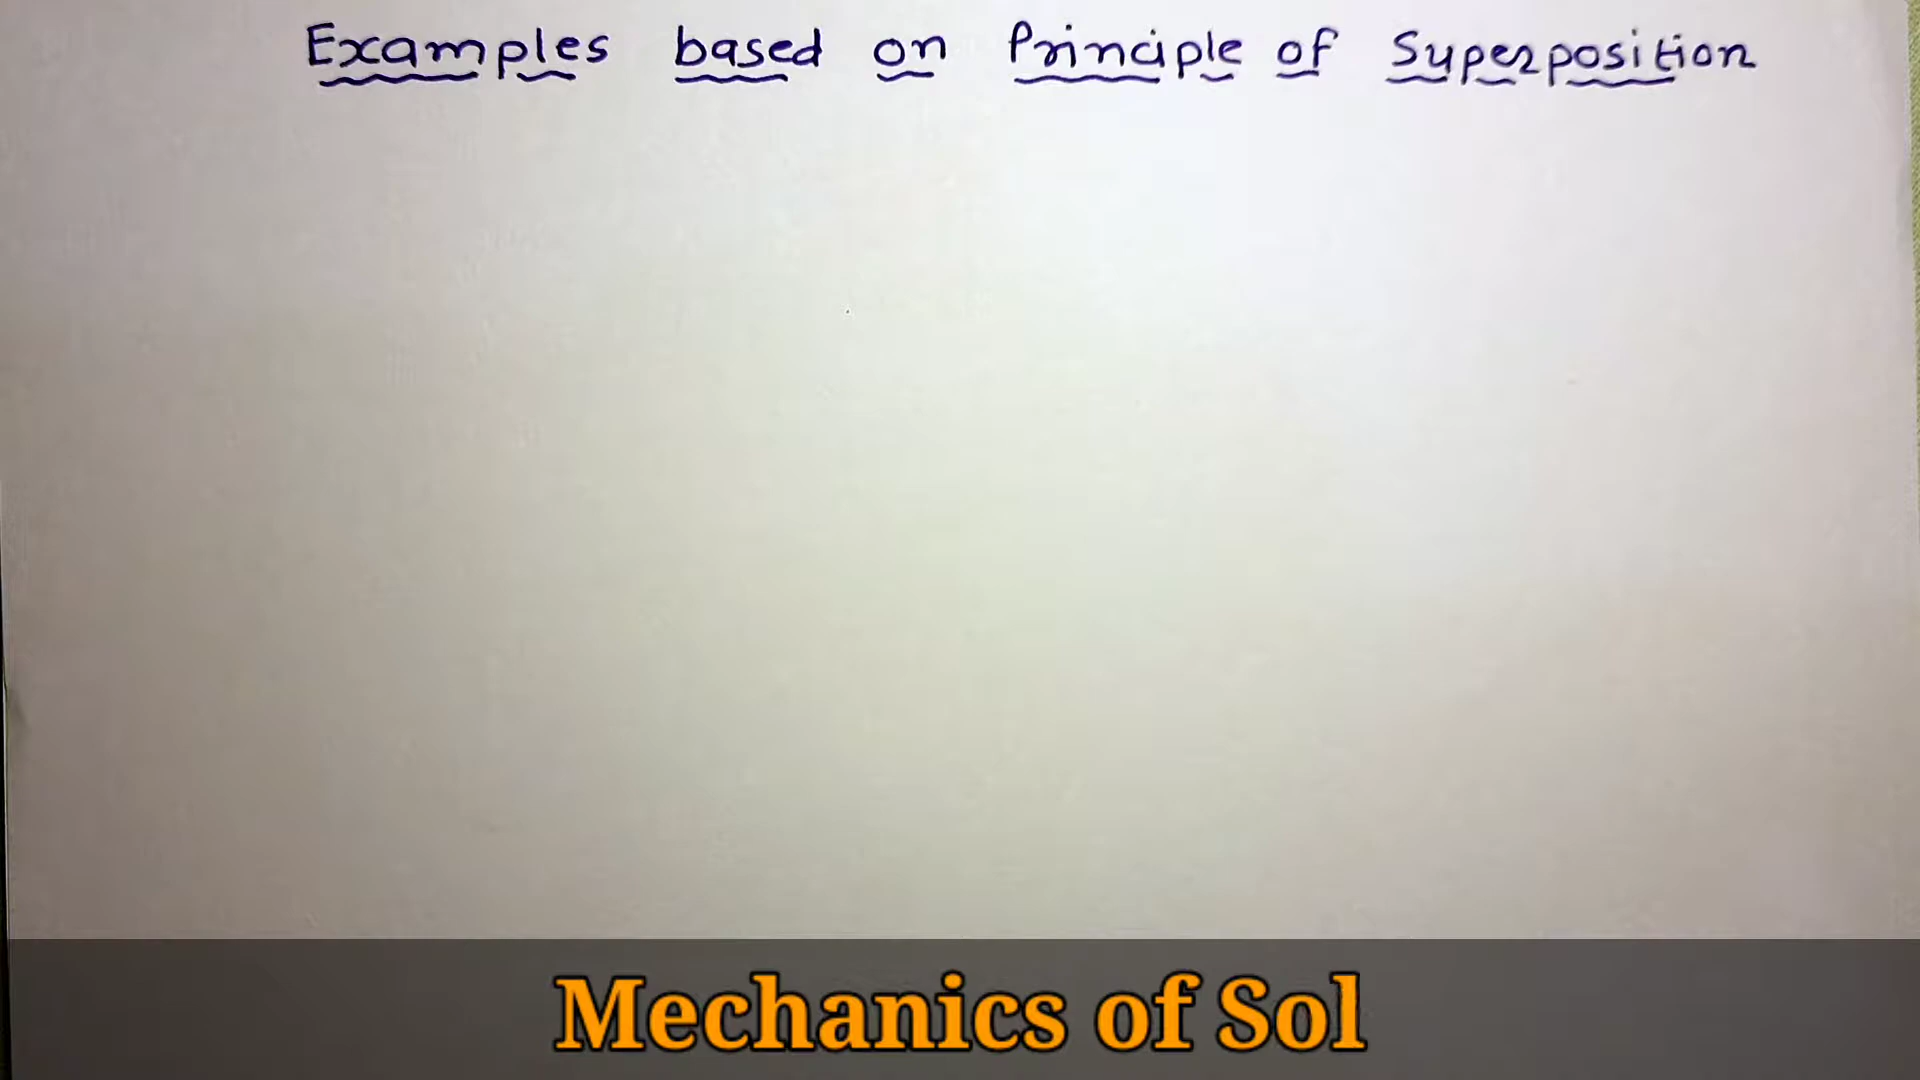 Examples based on Principle of Superposition
Mechanics of Sol